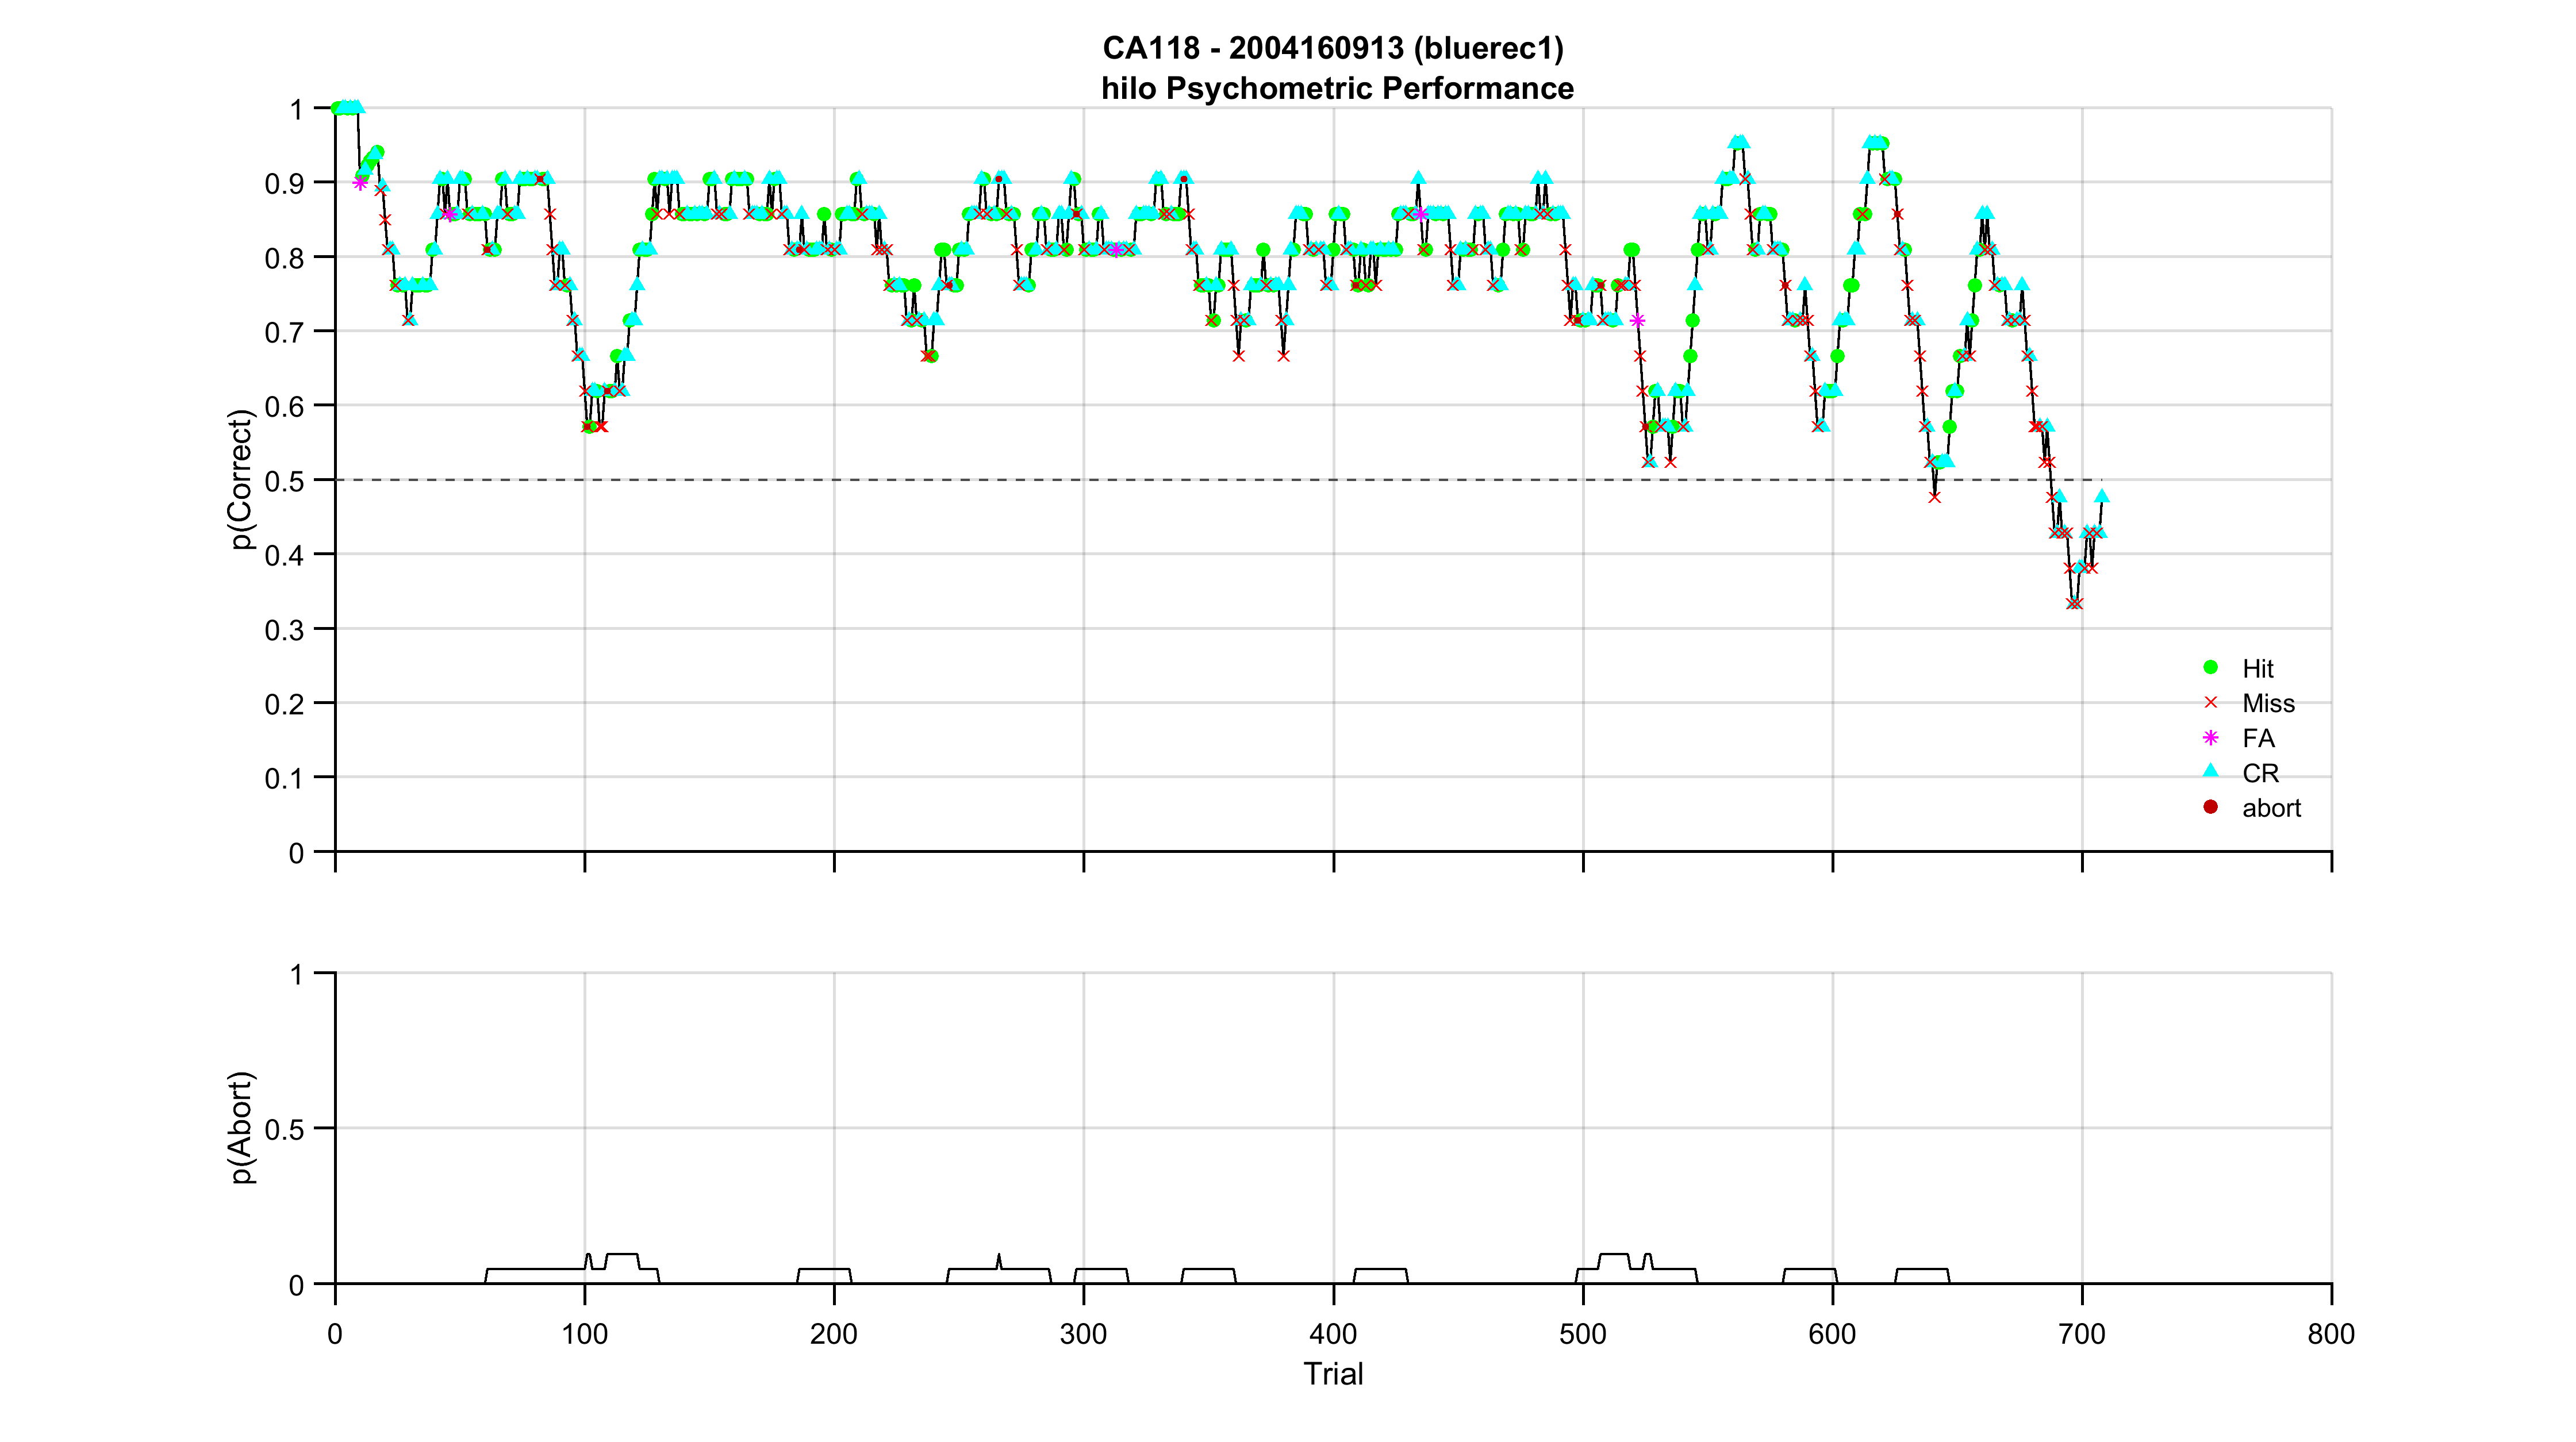 CA118 - 2004160913 (bluerec1)
hilo Psychometric Performance
1
0.9
0.8
0.7
0.6
0.5
0.4
0.3
0.2
0.1
0
p(Correct)
Hit
Miss
FA
CR
abort
1
0.5
0
p(Abort)
0 100 200 300 400 500 600 700 800
Trial